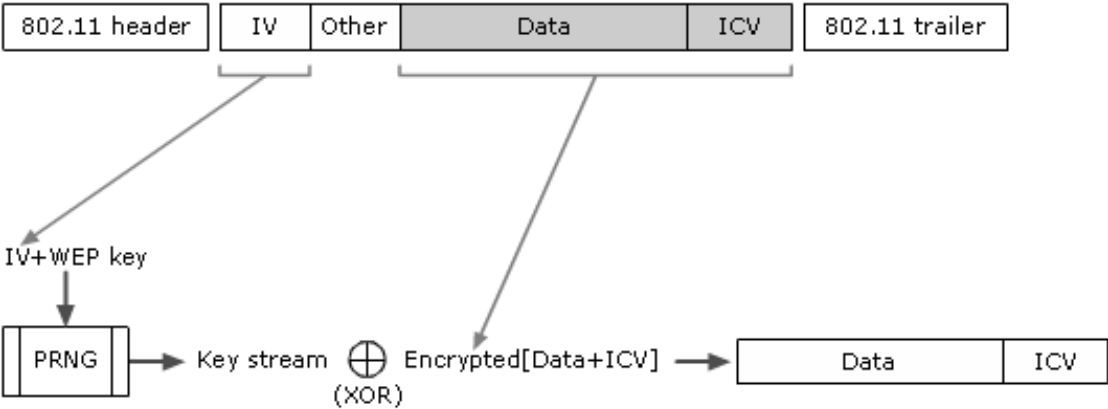 802.11 header IV Other Data ICV 802.11 trailer
IV+WEP key
PRNG Key stream Encrypted[Data+ICV] Data ICV
(XOR)